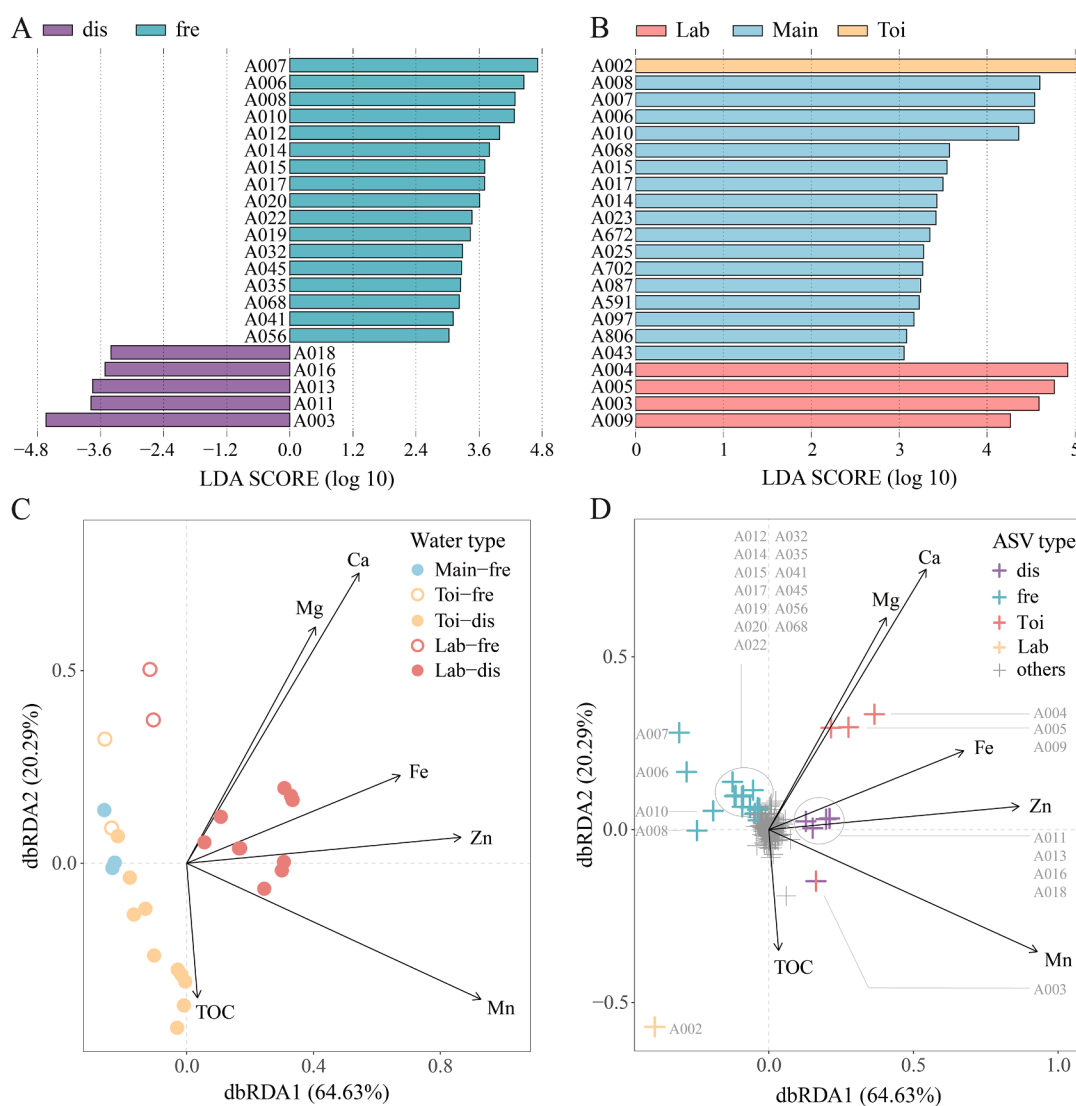 A
dis fre
A007
A006
A008
A010
A012
A014
A015
A017
A020
A022
A019
A032
A045
A035
A068
A041
A056
A018
A016
A013
A011
A003
−4.8 −3.6 −2.4 −1.2 0.0 1.2 2.4 3.6 4.8
LDA SCORE (log 10)
B
Lab Main Toi
A002
A008
A007
A006
A010
A068
A015
A017
A014
A023
A672
A025
A702
A087
A591
A097
A806
A043
A004
A005
A003
A009
0 1 2 3 4 5
LDA SCORE (log 10)
C
Water type
Main−fre
Toi−fre
Toi−dis
Lab−fre
Lab−dis
Ca
Mg
Fe
Zn
Mn
TOC
0.5
0.0
0.0 0.4 0.8
dbRDA2 (20.29%)
dbRDA1 (64.63%)
D
A012 A032
A014 A035
A015 A041
A017 A045
A019 A056
A020 A068
A022
ASV type
dis
fre
Toi
Lab
others
Ca
Mg
Fe
Zn
Mn
TOC
A007
A006
A010
A008
A004
A005
A009
A011
A013
A016
A018
A003
A002
0.5
0.0
−0.5
0.0 0.5 1.0
dbRDA2 (20.29%)
dbRDA1 (64.63%)